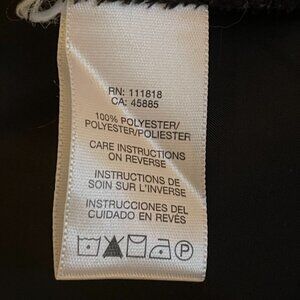 RN: 111818
CA: 45885
100% POLYESTER/
POLYESTER/POLIESTER
CARE INSTRUCTIONS
ON REVERSE
INSTRUCTIONS DE
SOIN SUR L'INVERSE
INSTRUCCIONES DEL
CUIDADO EN REVÉS
P